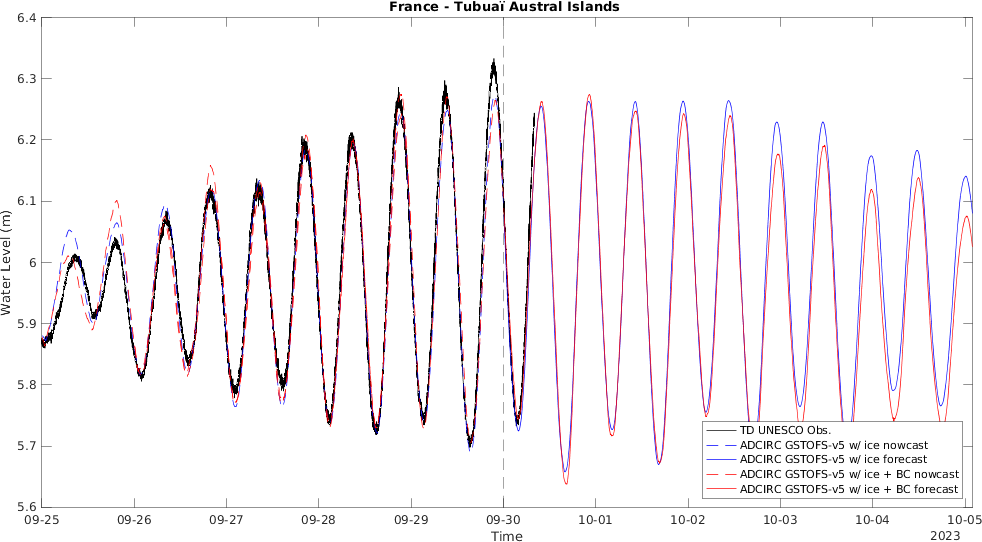 France - Tubuaï Austral Islands
6.4
6.3
6.2
6.1
6
5.9
5.8
5.7
5.6
Water Level (m)
TD UNESCO Obs.
ADCIRC GSTOFS-v5 w/ ice nowcast
ADCIRC GSTOFS-v5 w/ ice forecast
ADCIRC GSTOFS-v5 w/ ice + BC nowcast
ADCIRC GSTOFS-v5 w/ ice + BC forecast
09-25 09-26 09-27 09-28 09-29 09-30 10-01 10-02 10-03 10-04 10-05
Time
2023